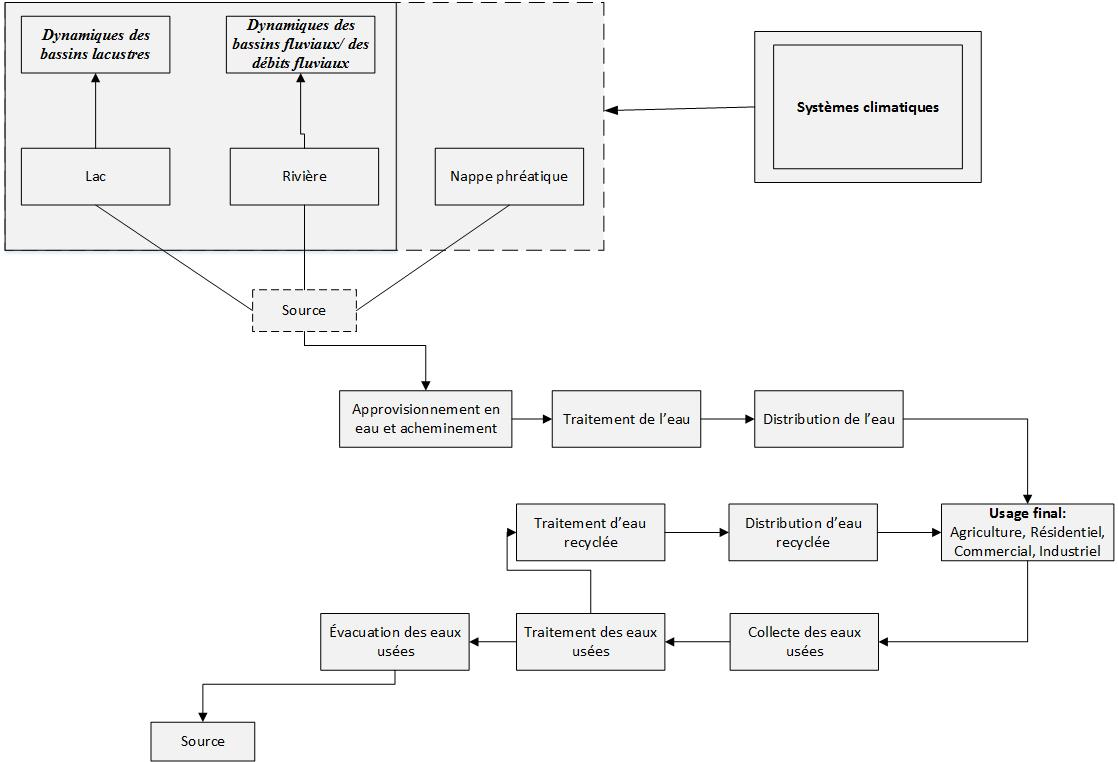 Dynamiques des
bassins lacustres
Dynamiques des
bassins fluviaux/ des
débits fluviaux
Systèmes climatiques
Lac
Rivière
Nappe phréatique
Source
Approvisionnement en
eau et acheminement
Traitement de l’eau
Distribution de l’eau
Traitement d’eau
recyclée
Distribution d’eau
recyclée
Usage final:
Agriculture, Résidentiel,
Commercial, Industriel
Évacuation des eaux
usées
Traitement des eaux
usées
Collecte des eaux
usées
Source